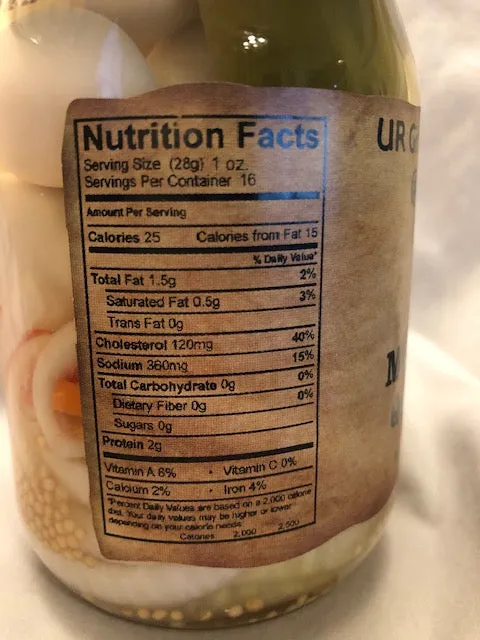 Nutrition Facts
Serving Size (28g) 1 oz.
Servings Per Container 16
Amount Per Serving
Calories 25 Calories from Fat 15
% Daily Value*
Total Fat 1.5g 2%
Saturated Fat 0.5g 3%
Trans Fat 0g
Cholesterol 120mg 40%
Sodium 360mg 15%
Total Carbohydrate 0g 0%
Dietary Fiber 0g 0%
Sugars 0g
Protein 2g
Vitamin A 6% • Vitamin C 0%
Calcium 2% • Iron 4%
*Percent Daily Values are based on a 2,000 calorie
diet. Your daily values may be higher or lower
depending on your calorie needs
Calories 2,000 2,500
UR G
M